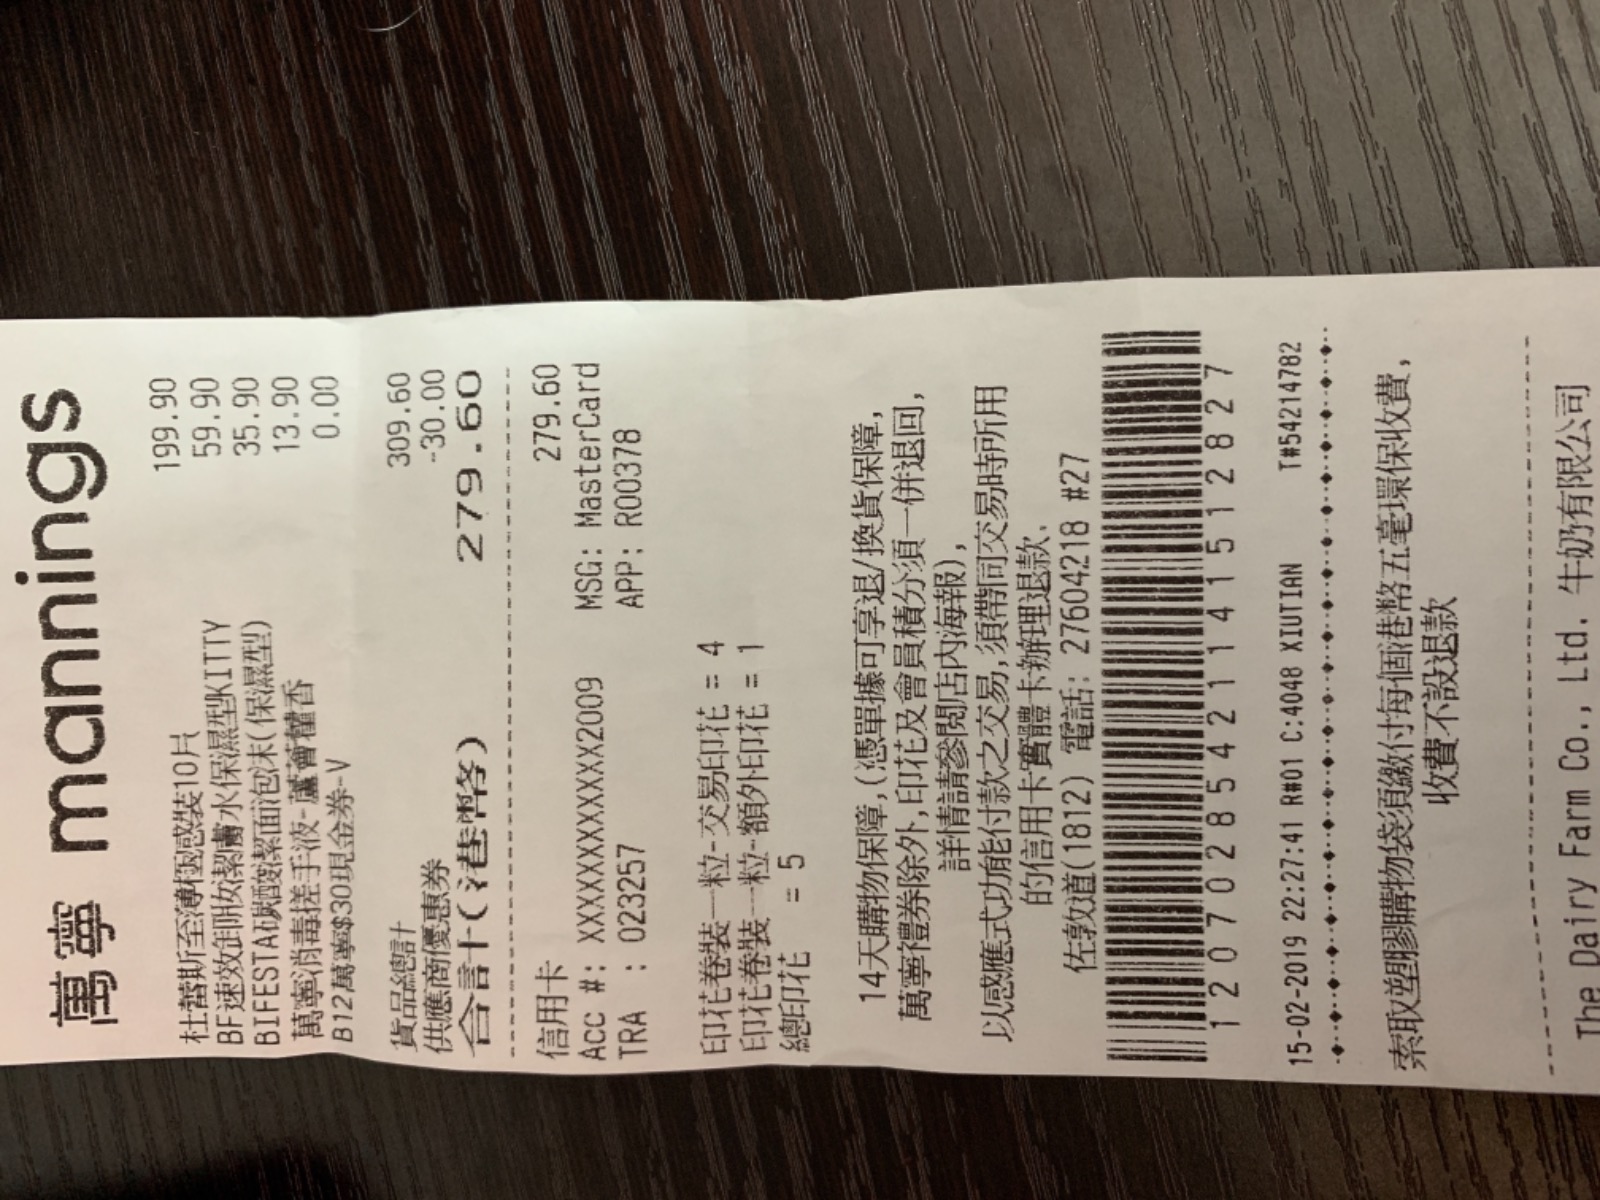 萬寧 mannings
杜蕾斯至薄極感裝10片 199.90
BF速效卸妝潔膚水保濕型KITTY 59.90
BIFESTA碳酸潔面泡沫(保濕型) 35.90
萬寧消毒搓手液-蘆薈藿香 13.90
B12萬寧$30現金券-V 0.00
貨品總計 309.60
供應商優惠券 -30.00
合計(港幣) 279.60
信用卡 279.60
Acc #: XXXXXXXXXXXX2009 MSG: MasterCard
TRA : 023257 APP: R00378
印花卷裝一粒-交易印花 = 4
印花卷裝一粒-額外印花 = 1
總印花 = 5
14天購物保障,(憑單據可享退/換貨保障,
萬寧禮券除外,印花及會員積分須一併退回,
詳情請參閱店內海報),
以感應式功能付款之交易,須帶同交易時所用
的信用卡實體卡辦理退款.
佐敦道(1812) 電話: 27604218 #27
12070285421141512827
15-02-2019 22:27:41 R#01 C:4048 XIUTIAN T#54214782
索取塑膠購物袋須繳付每個港幣五毫環保收費,
收費不設退款
The Dairy Farm Co., Ltd. 牛奶有限公司